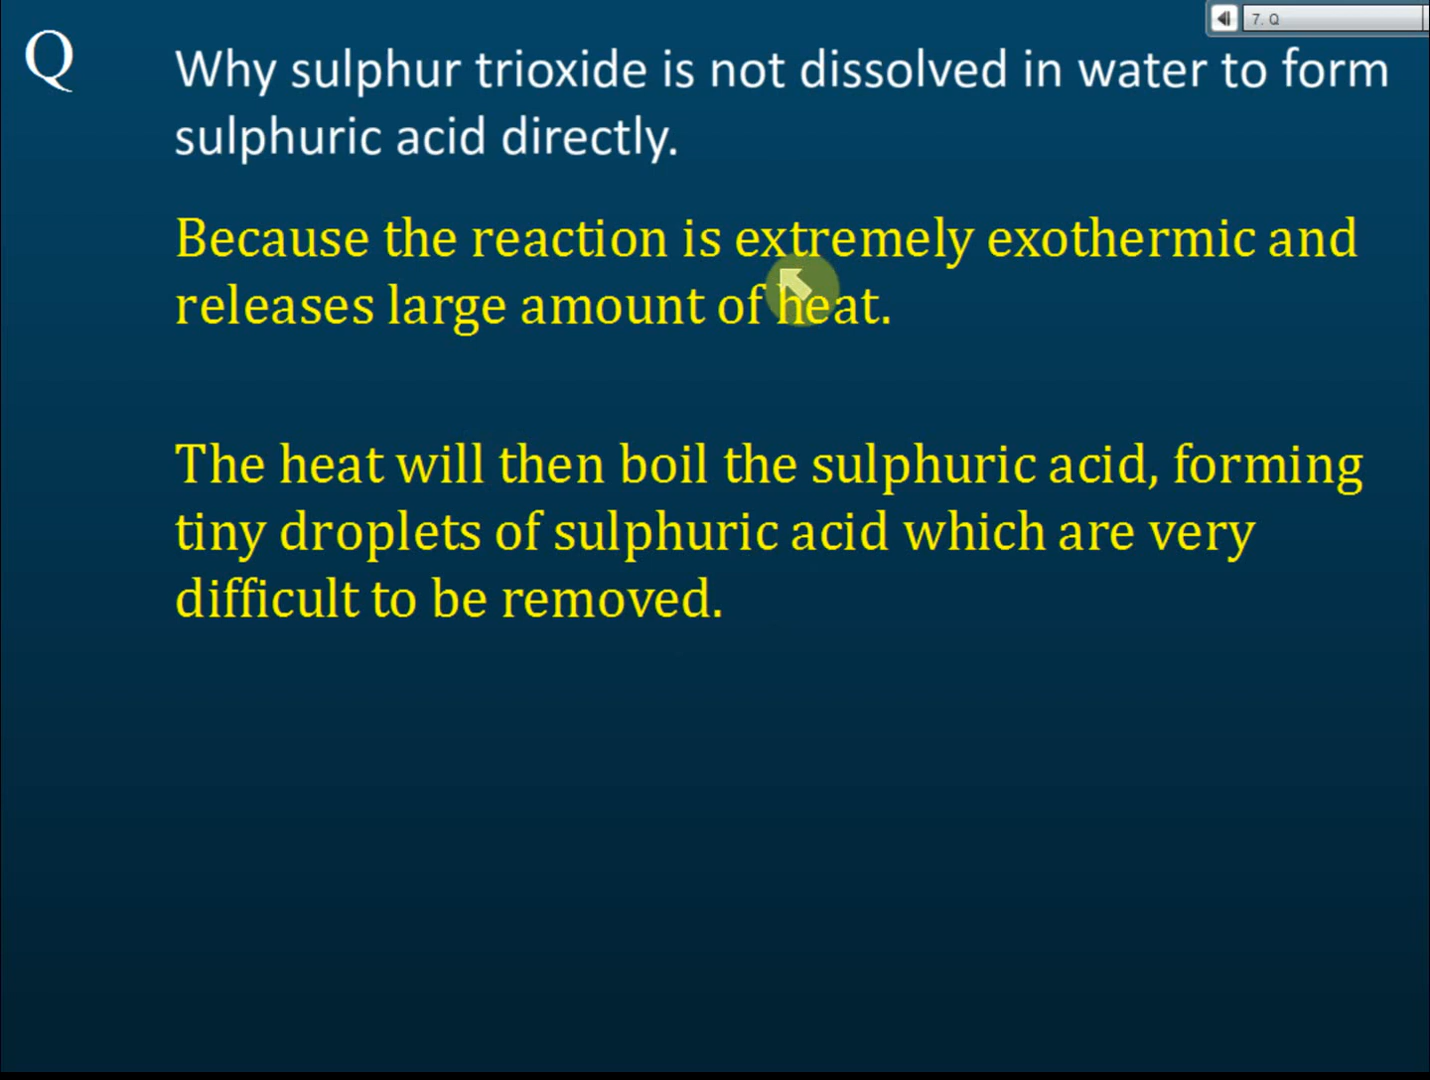 7. Q
Q
Why sulphur trioxide is not dissolved in water to form
sulphuric acid directly.
Because the reaction is extremely exothermic and
releases large amount of heat.
The heat will then boil the sulphuric acid, forming
tiny droplets of sulphuric acid which are very
difficult to be removed.